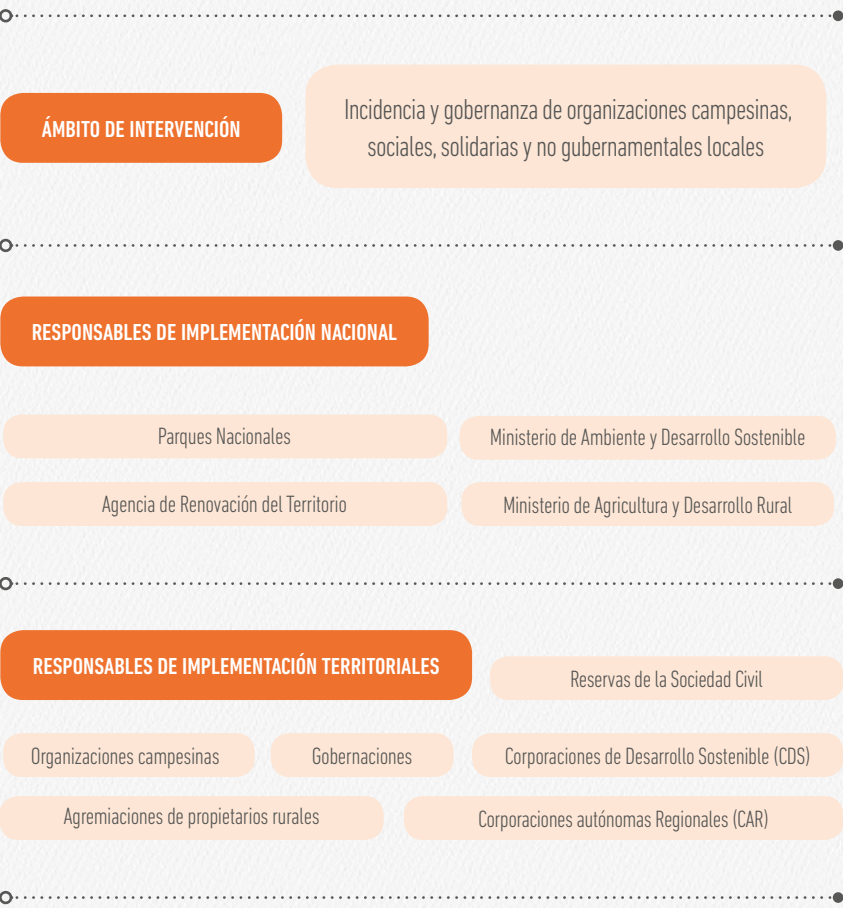 ÁMBITO DE INTERVENCIÓN
Incidencia y gobernanza de organizaciones campesinas,
sociales, solidarias y no gubernamentales locales
RESPONSABLES DE IMPLEMENTACIÓN NACIONAL
Parques Nacionales
Ministerio de Ambiente y Desarrollo Sostenible
Agencia de Renovación del Territorio
Ministerio de Agricultura y Desarrollo Rural
RESPONSABLES DE IMPLEMENTACIÓN TERRITORIALES
Reservas de la Sociedad Civil
Organizaciones campesinas
Gobernaciones
Corporaciones de Desarrollo Sostenible (CDS)
Agremiaciones de propietarios rurales
Corporaciones autónomas Regionales (CAR)